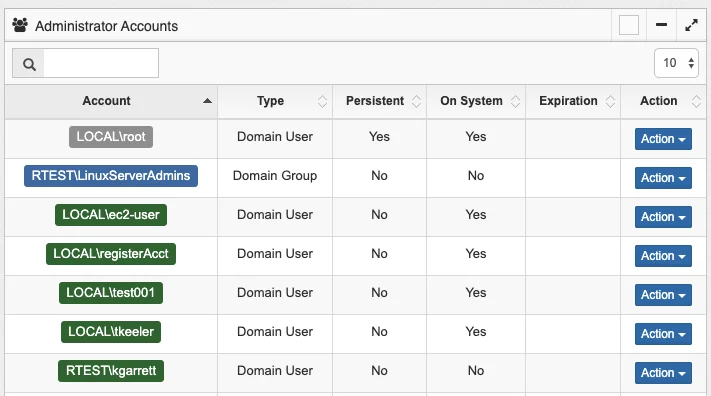 Administrator Accounts
10
Account Type Persistent On System Expiration Action
LOCAL\root Domain User Yes Yes Action
RTEST\LinuxServerAdmins Domain Group No No Action
LOCAL\ec2-user Domain User No Yes Action
LOCAL\registerAcct Domain User No Yes Action
LOCAL\test001 Domain User No Yes Action
LOCAL\tkeeler Domain User No Yes Action
RTEST\kgarrett Domain User No No Action